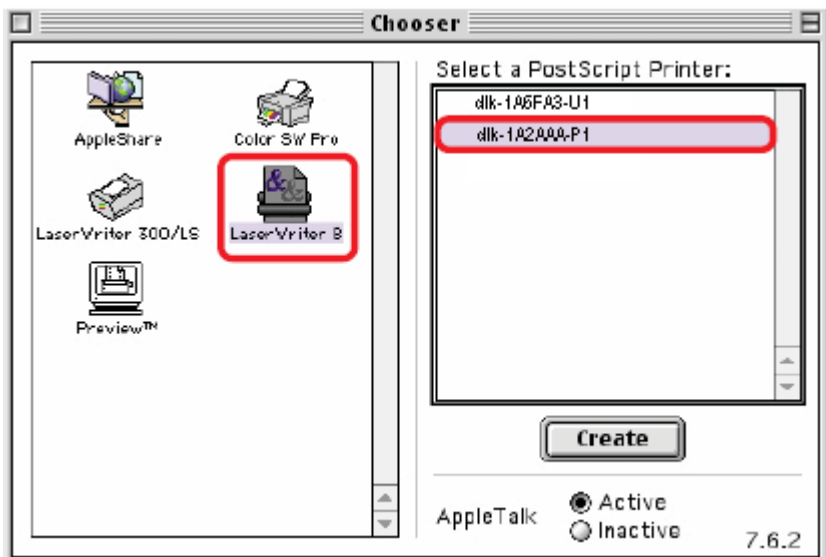 Chooser
AppleShare
Color SW Pro
LaserWriter 300/LS
LaserWriter 8
Preview™
Select a PostScript Printer:
dlk-1A6FA3-U1
dlk-1A2AAA-P1
Create
AppleTalk
Active
Inactive
7.6.2